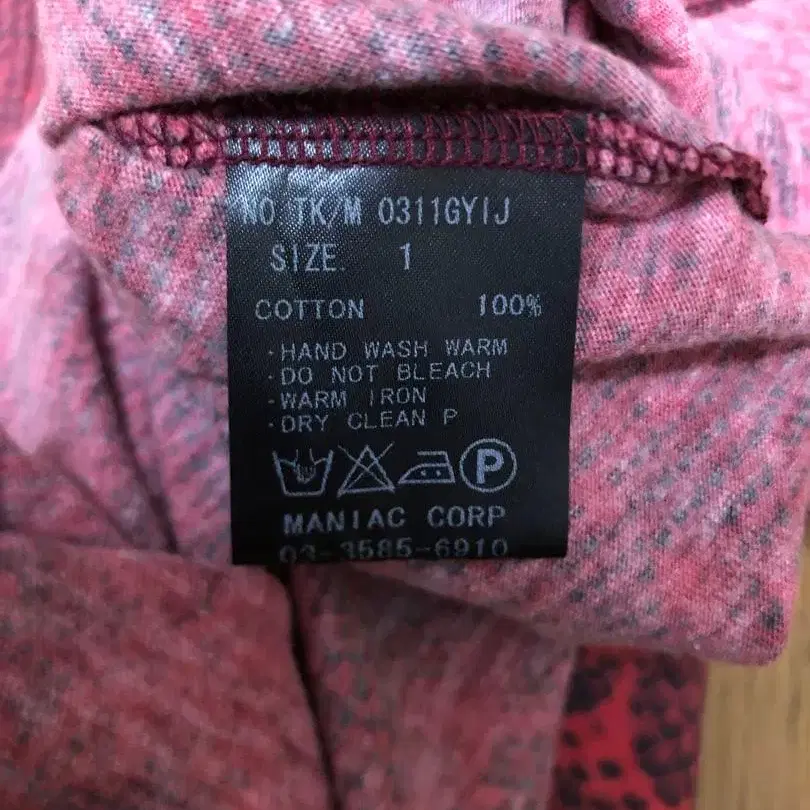 NO TK/M 0311GYIJ
SIZE 1
COTTON 100%
·HAND WASH WARM
·DO NOT BLEACH
·WARM IRON
·DRY CLEAN P
P
MANIAC CORP
03-3585-6910